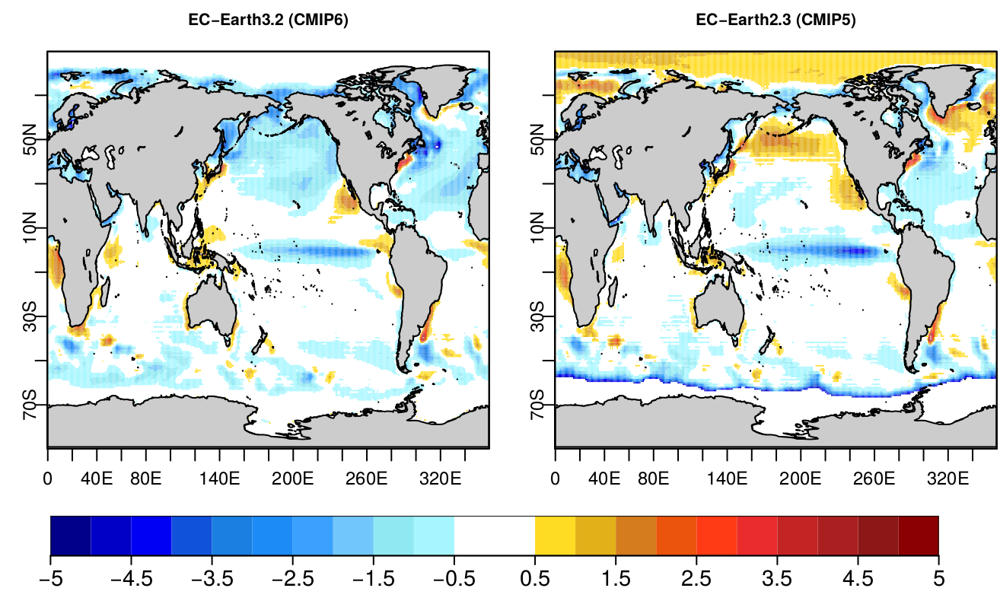 EC−Earth3.2 (CMIP6)
EC−Earth2.3 (CMIP5)
50N
10N
30S
70S
50N
10N
30S
70S
0 40E 80E 140E 200E 260E 320E
0 40E 80E 140E 200E 260E 320E
−5 −4.5 −3.5 −2.5 −1.5 −0.5 0.5 1.5 2.5 3.5 4.5 5